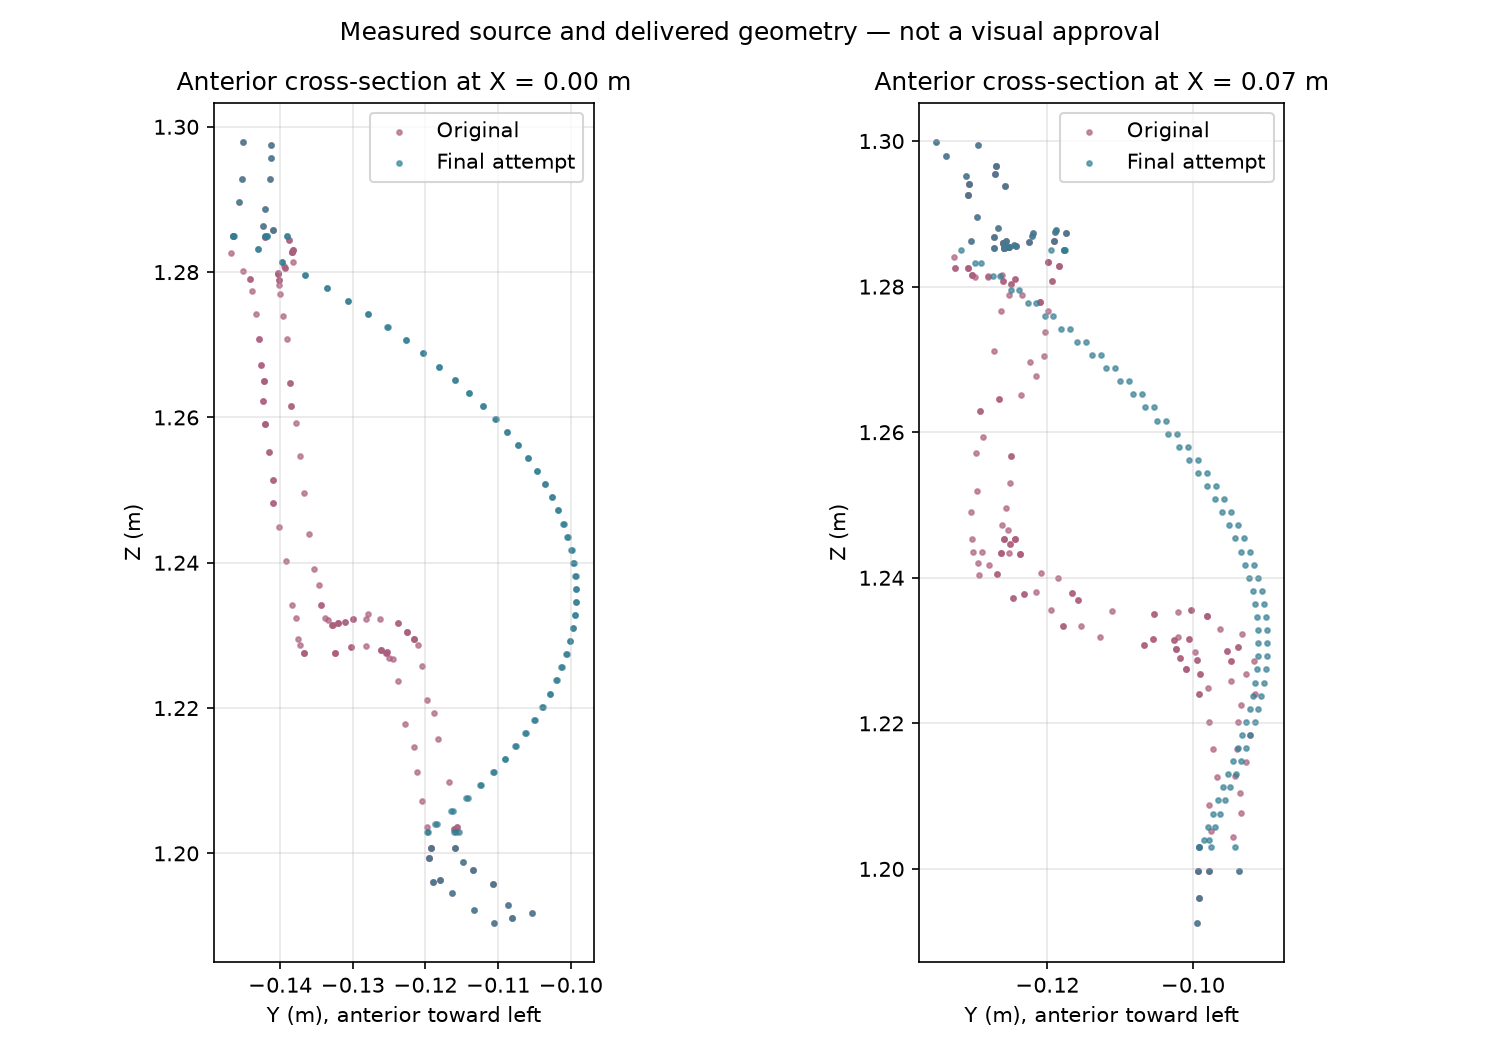 Measured source and delivered geometry — not a visual approval
Anterior cross-section at X = 0.00 m
Original
Final attempt
1.30
1.28
1.26
1.24
1.22
1.20
Z (m)
−0.14
−0.13
−0.12
−0.11
−0.10
Y (m), anterior toward left
Anterior cross-section at X = 0.07 m
Original
Final attempt
1.30
1.28
1.26
1.24
1.22
1.20
Z (m)
−0.12
−0.10
Y (m), anterior toward left